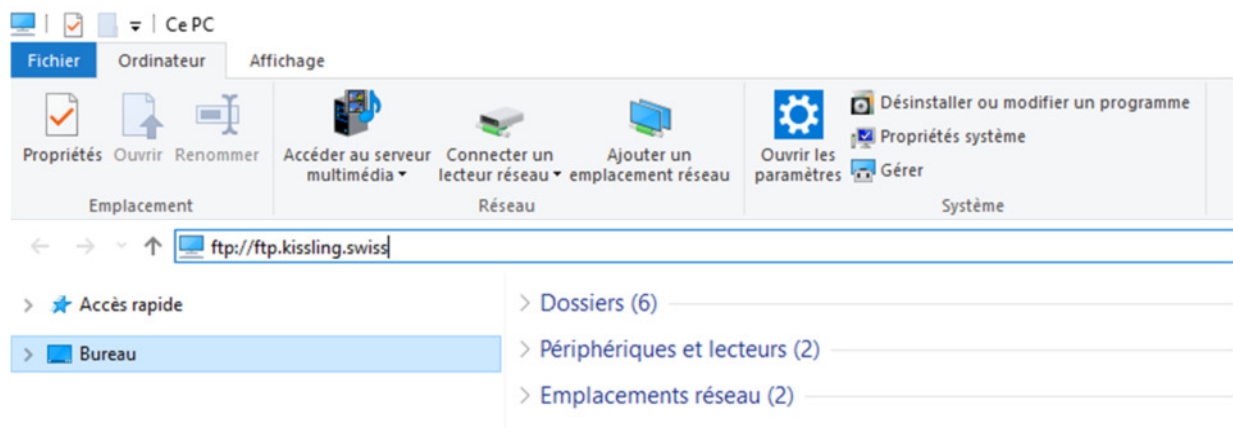 Ce PC
Fichier Ordinateur Affichage
Propriétés Ouvrir Renommer Accéder au serveur multimédia Connecter un lecteur réseau Ajouter un emplacement réseau Ouvrir les paramètres
Désinstaller ou modifier un programme
Propriétés système
Gérer
Emplacement Réseau Système
ftp://ftp.kissling.swiss
Accès rapide
Bureau
Dossiers (6)
Périphériques et lecteurs (2)
Emplacements réseau (2)